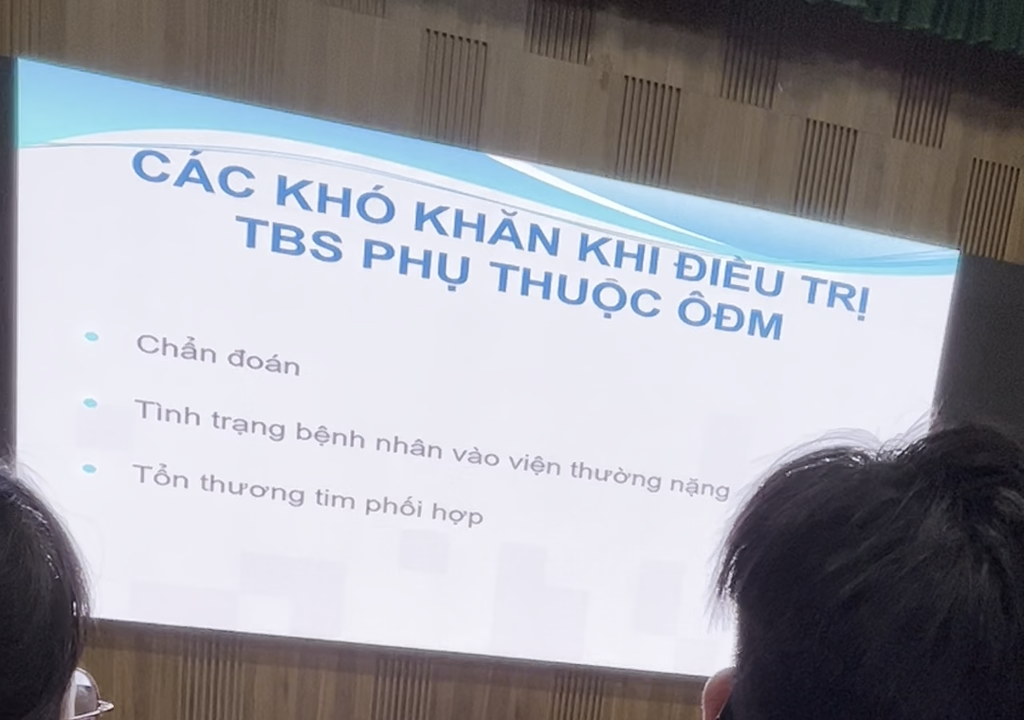 CÁC KHÓ KHĂN KHI ĐIỀU TRỊ
TBS PHỤ THUỘC ÔĐM
Chẩn đoán
Tình trạng bệnh nhân vào viện thường nặng
Tổn thương tim phối hợp